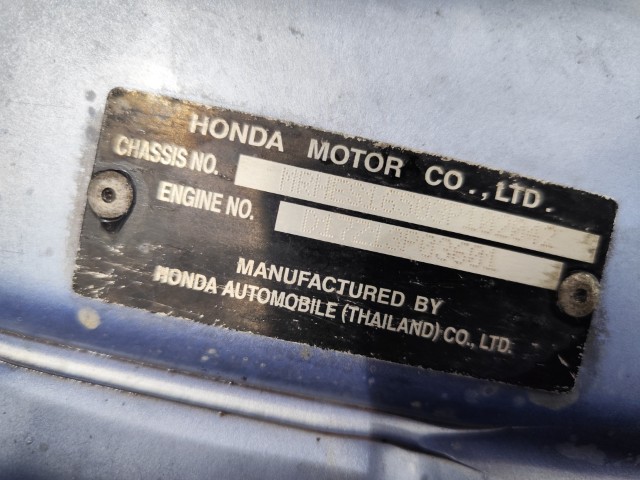 HONDA MOTOR CO., LTD.
CHASSIS NO.
ENGINE NO.
MANUFACTURED BY
HONDA AUTOMOBILE (THAILAND) CO., LTD.